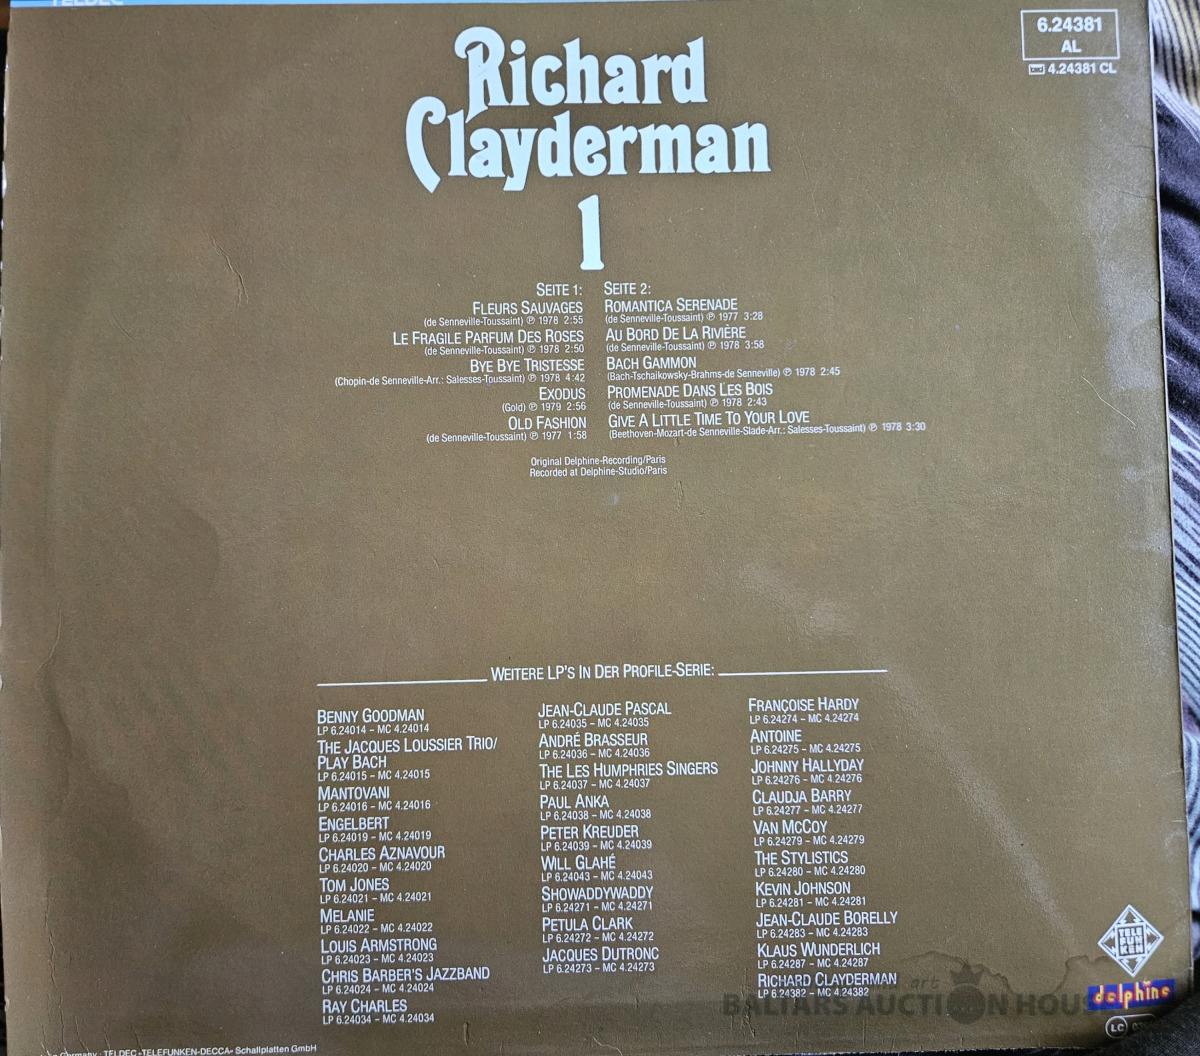 TELDEC
6.24381
AL
4.24381 CL
Richard
Clayderman
1
SEITE 1:
FLEURS SAUVAGES
(de Senneville-Toussaint) ℗ 1978 2:55
LE FRAGILE PARFUM DES ROSES
(de Senneville-Toussaint) ℗ 1978 2:50
BYE BYE TRISTESSE
(Chopin-de Senneville-Arr.: Salesses-Toussaint) ℗ 1978 4:42
EXODUS
(Gold) ℗ 1979 2:56
OLD FASHION
(de Senneville-Toussaint) ℗ 1977 1:58
SEITE 2:
ROMANTICA SERENADE
(de Senneville-Toussaint) ℗ 1977 3:28
AU BORD DE LA RIVIÈRE
(de Senneville-Toussaint) ℗ 1978 3:58
BACH GAMMON
(Bach-Tschaikowsky-Brahms-de Senneville) ℗ 1978 2:45
PROMENADE DANS LES BOIS
(de Senneville-Toussaint) ℗ 1978 2:43
GIVE A LITTLE TIME TO YOUR LOVE
(Beethoven-Mozart-de Senneville-Slade-Arr.: Salesses-Toussaint) ℗ 1978 3:30
Original Delphine-Recording/Paris
Recorded at Delphine-Studio/Paris
WEITERE LP'S IN DER PROFILE-SERIE:
BENNY GOODMAN
LP 6.24014 – MC 4.24014
THE JACQUES LOUSSIER TRIO/
PLAY BACH
LP 6.24015 – MC 4.24015
MANTOVANI
LP 6.24016 – MC 4.24016
ENGELBERT
LP 6.24019 – MC 4.24019
CHARLES AZNAVOUR
LP 6.24020 – MC 4.24020
TOM JONES
LP 6.24021 – MC 4.24021
MELANIE
LP 6.24022 – MC 4.24022
LOUIS ARMSTRONG
LP 6.24023 – MC 4.24023
CHRIS BARBER'S JAZZBAND
LP 6.24024 – MC 4.24024
RAY CHARLES
LP 6.24034 – MC 4.24034
JEAN-CLAUDE PASCAL
LP 6.24035 – MC 4.24035
ANDRÉ BRASSEUR
LP 6.24036 – MC 4.24036
THE LES HUMPHRIES SINGERS
LP 6.24037 – MC 4.24037
PAUL ANKA
LP 6.24038 – MC 4.24038
PETER KREUDER
LP 6.24039 – MC 4.24039
WILL GLAHÉ
LP 6.24043 – MC 4.24043
SHOWADDYWADDY
LP 6.24271 – MC 4.24271
PETULA CLARK
LP 6.24272 – MC 4.24272
JACQUES DUTRONC
LP 6.24273 – MC 4.24273
FRANÇOISE HARDY
LP 6.24274 – MC 4.24274
ANTOINE
LP 6.24275 – MC 4.24275
JOHNNY HALLYDAY
LP 6.24276 – MC 4.24276
CLAUDJA BARRY
LP 6.24277 – MC 4.24277
VAN MCCOY
LP 6.24279 – MC 4.24279
THE STYLISTICS
LP 6.24280 – MC 4.24280
KEVIN JOHNSON
LP 6.24281 – MC 4.24281
JEAN-CLAUDE BORELLY
LP 6.24283 – MC 4.24283
KLAUS WUNDERLICH
LP 6.24287 – MC 4.24287
RICHARD CLAYDERMAN
LP 6.24382 – MC 4.24382
TELE
FUN
KEN
delphine
LC
art
BALTARS AUCTION HOUS
Germany · TELDEC »TELEFUNKEN-DECCA« Schallplatten GmbH